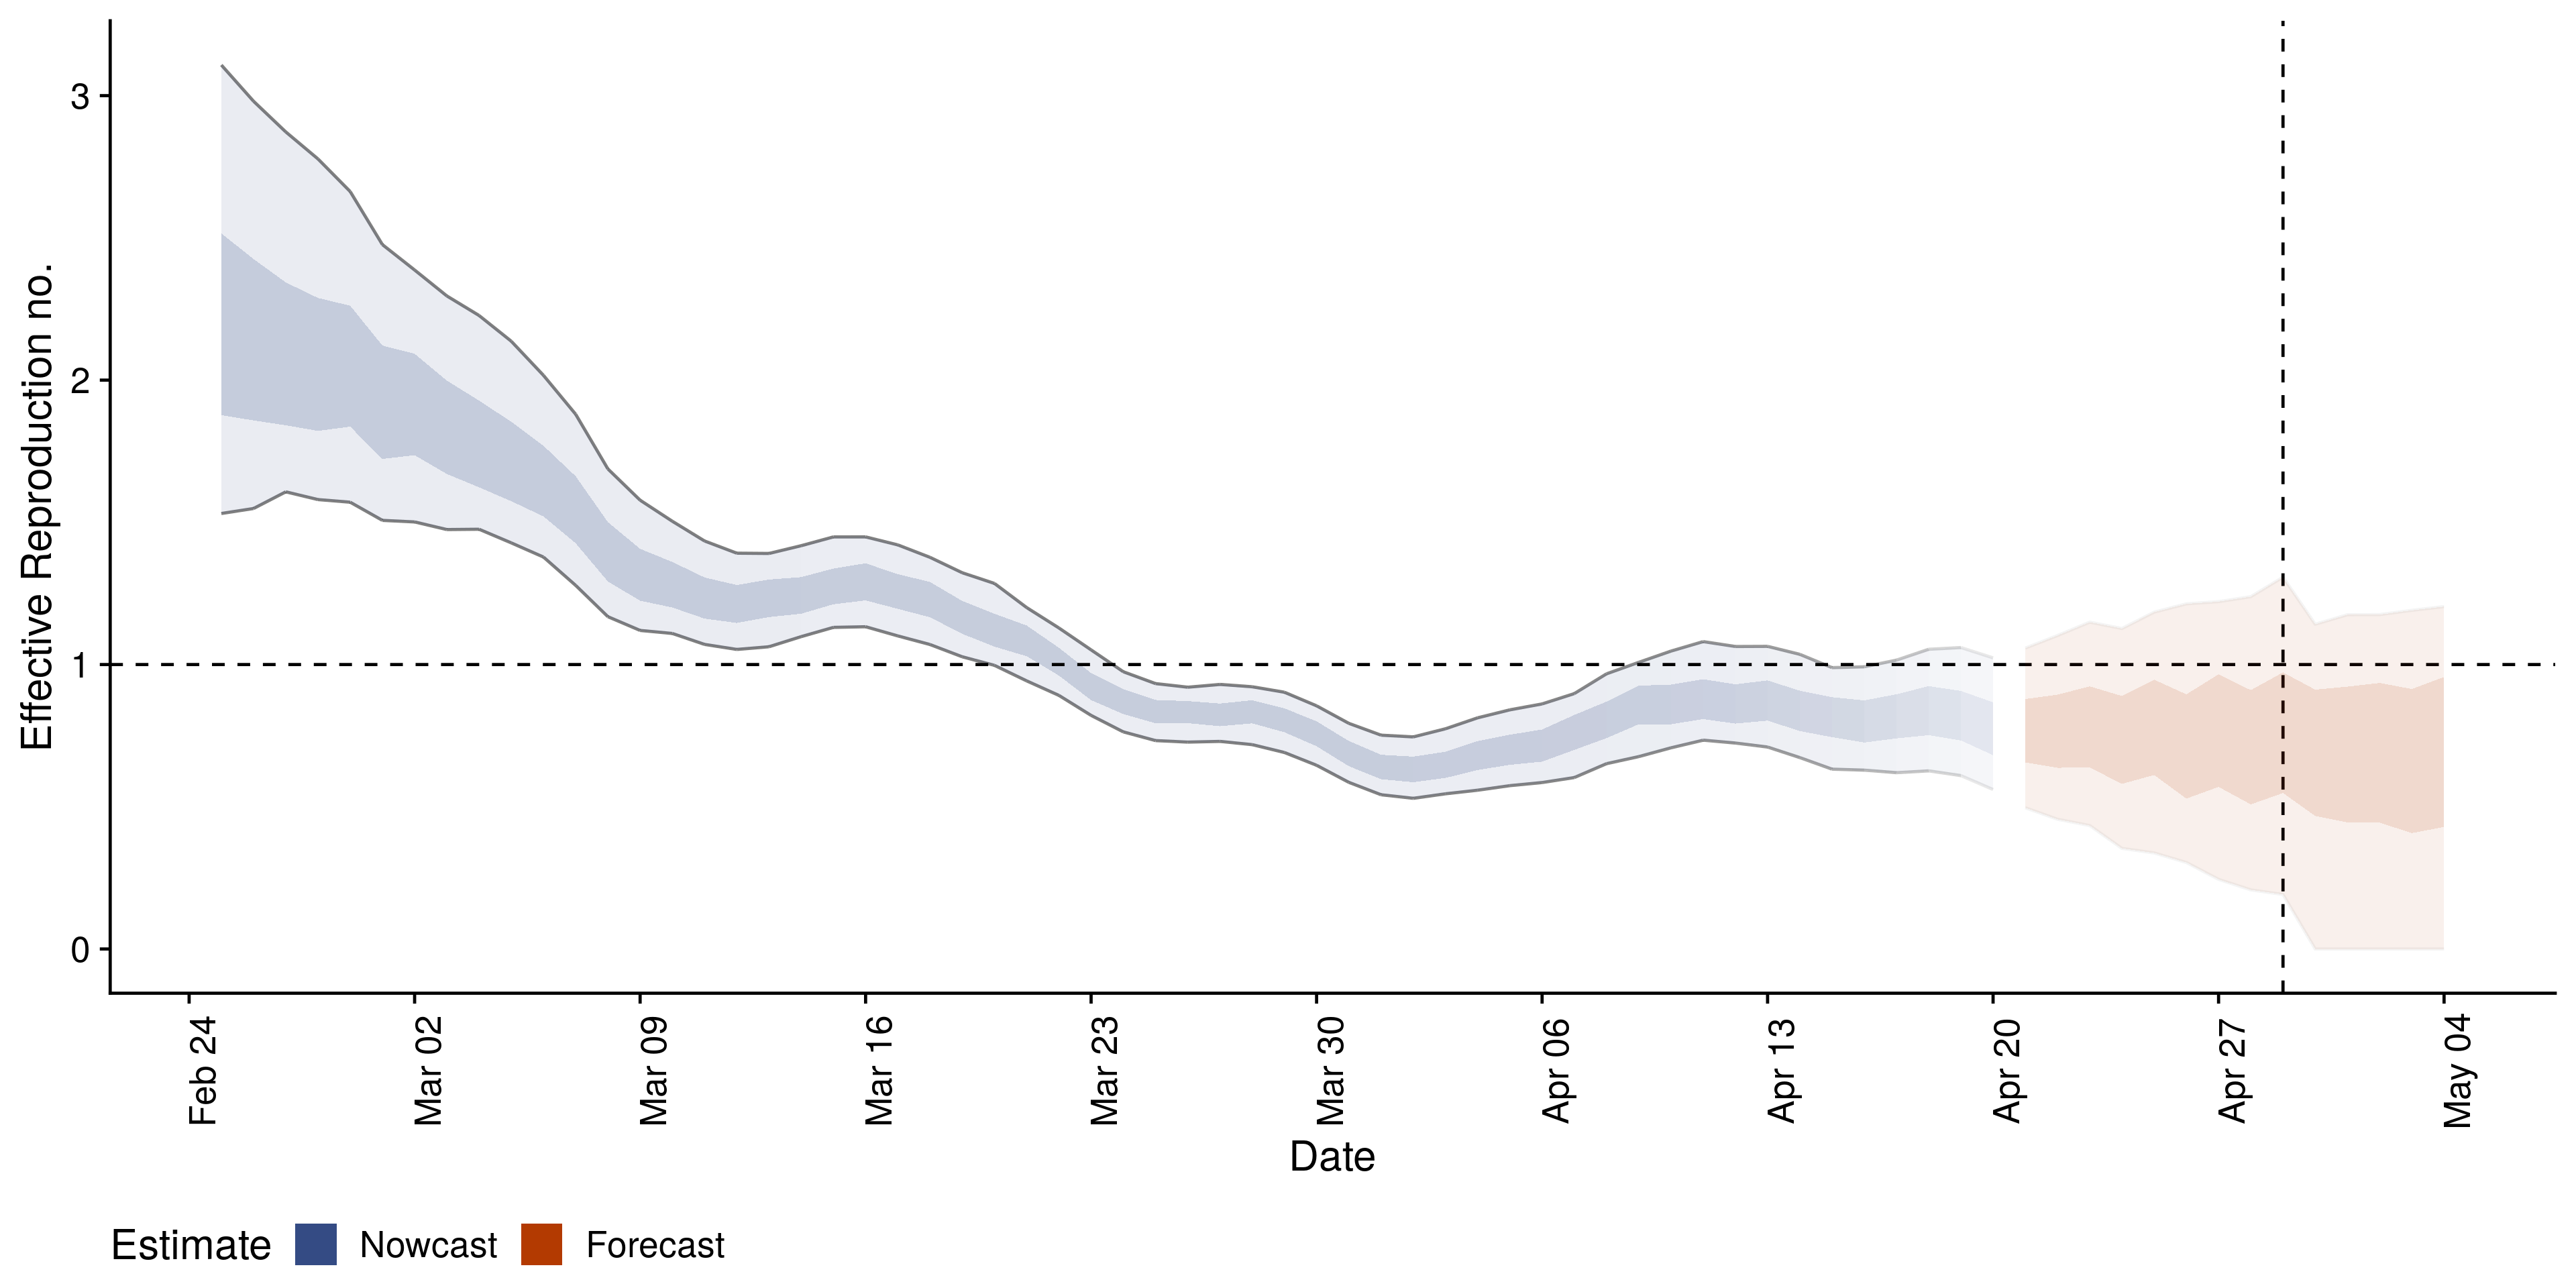 Effective Reproduction no.
3
2
1
0
Feb 24
Mar 02
Mar 09
Mar 16
Mar 23
Mar 30
Apr 06
Apr 13
Apr 20
Apr 27
May 04
Date
Estimate Nowcast Forecast